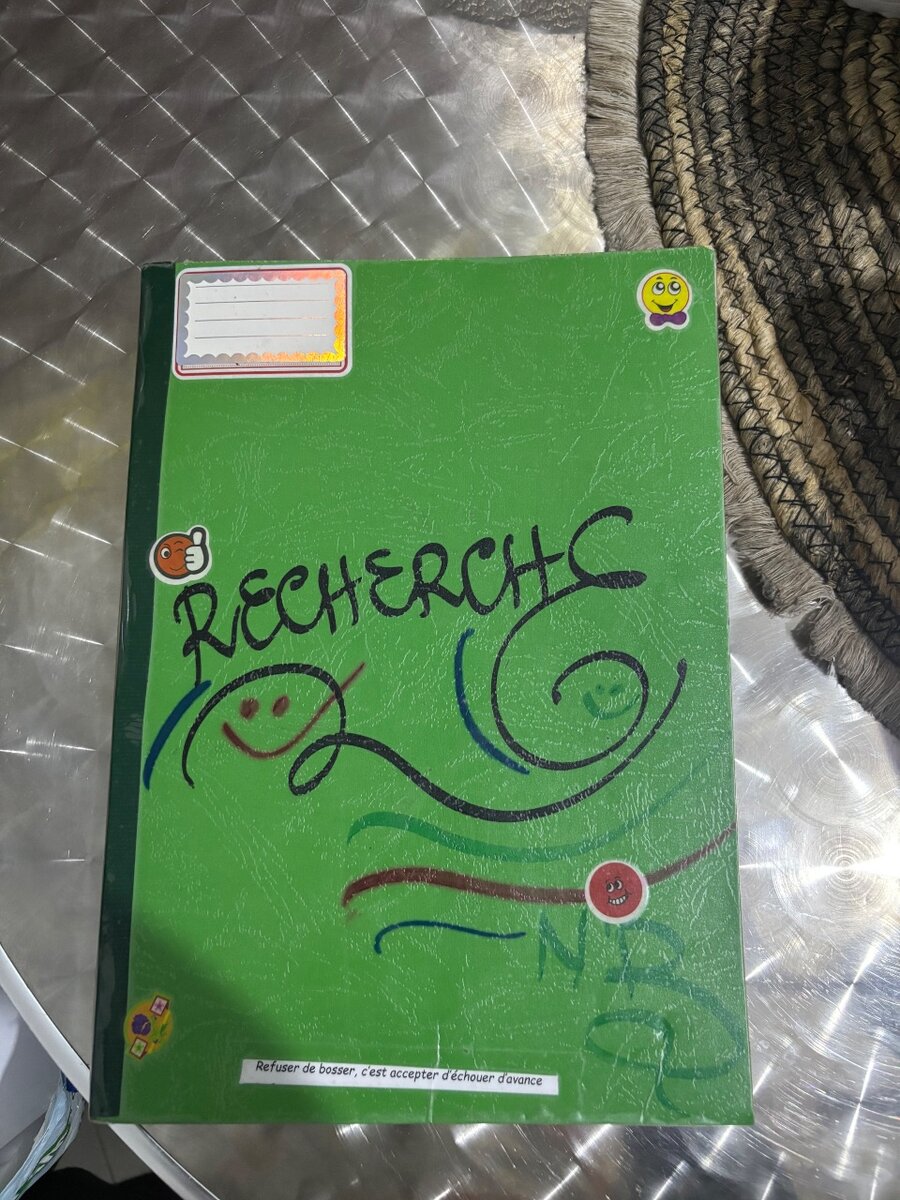 RECHERCHE
Refuser de bosser, c'est accepter d'échouer d'avance